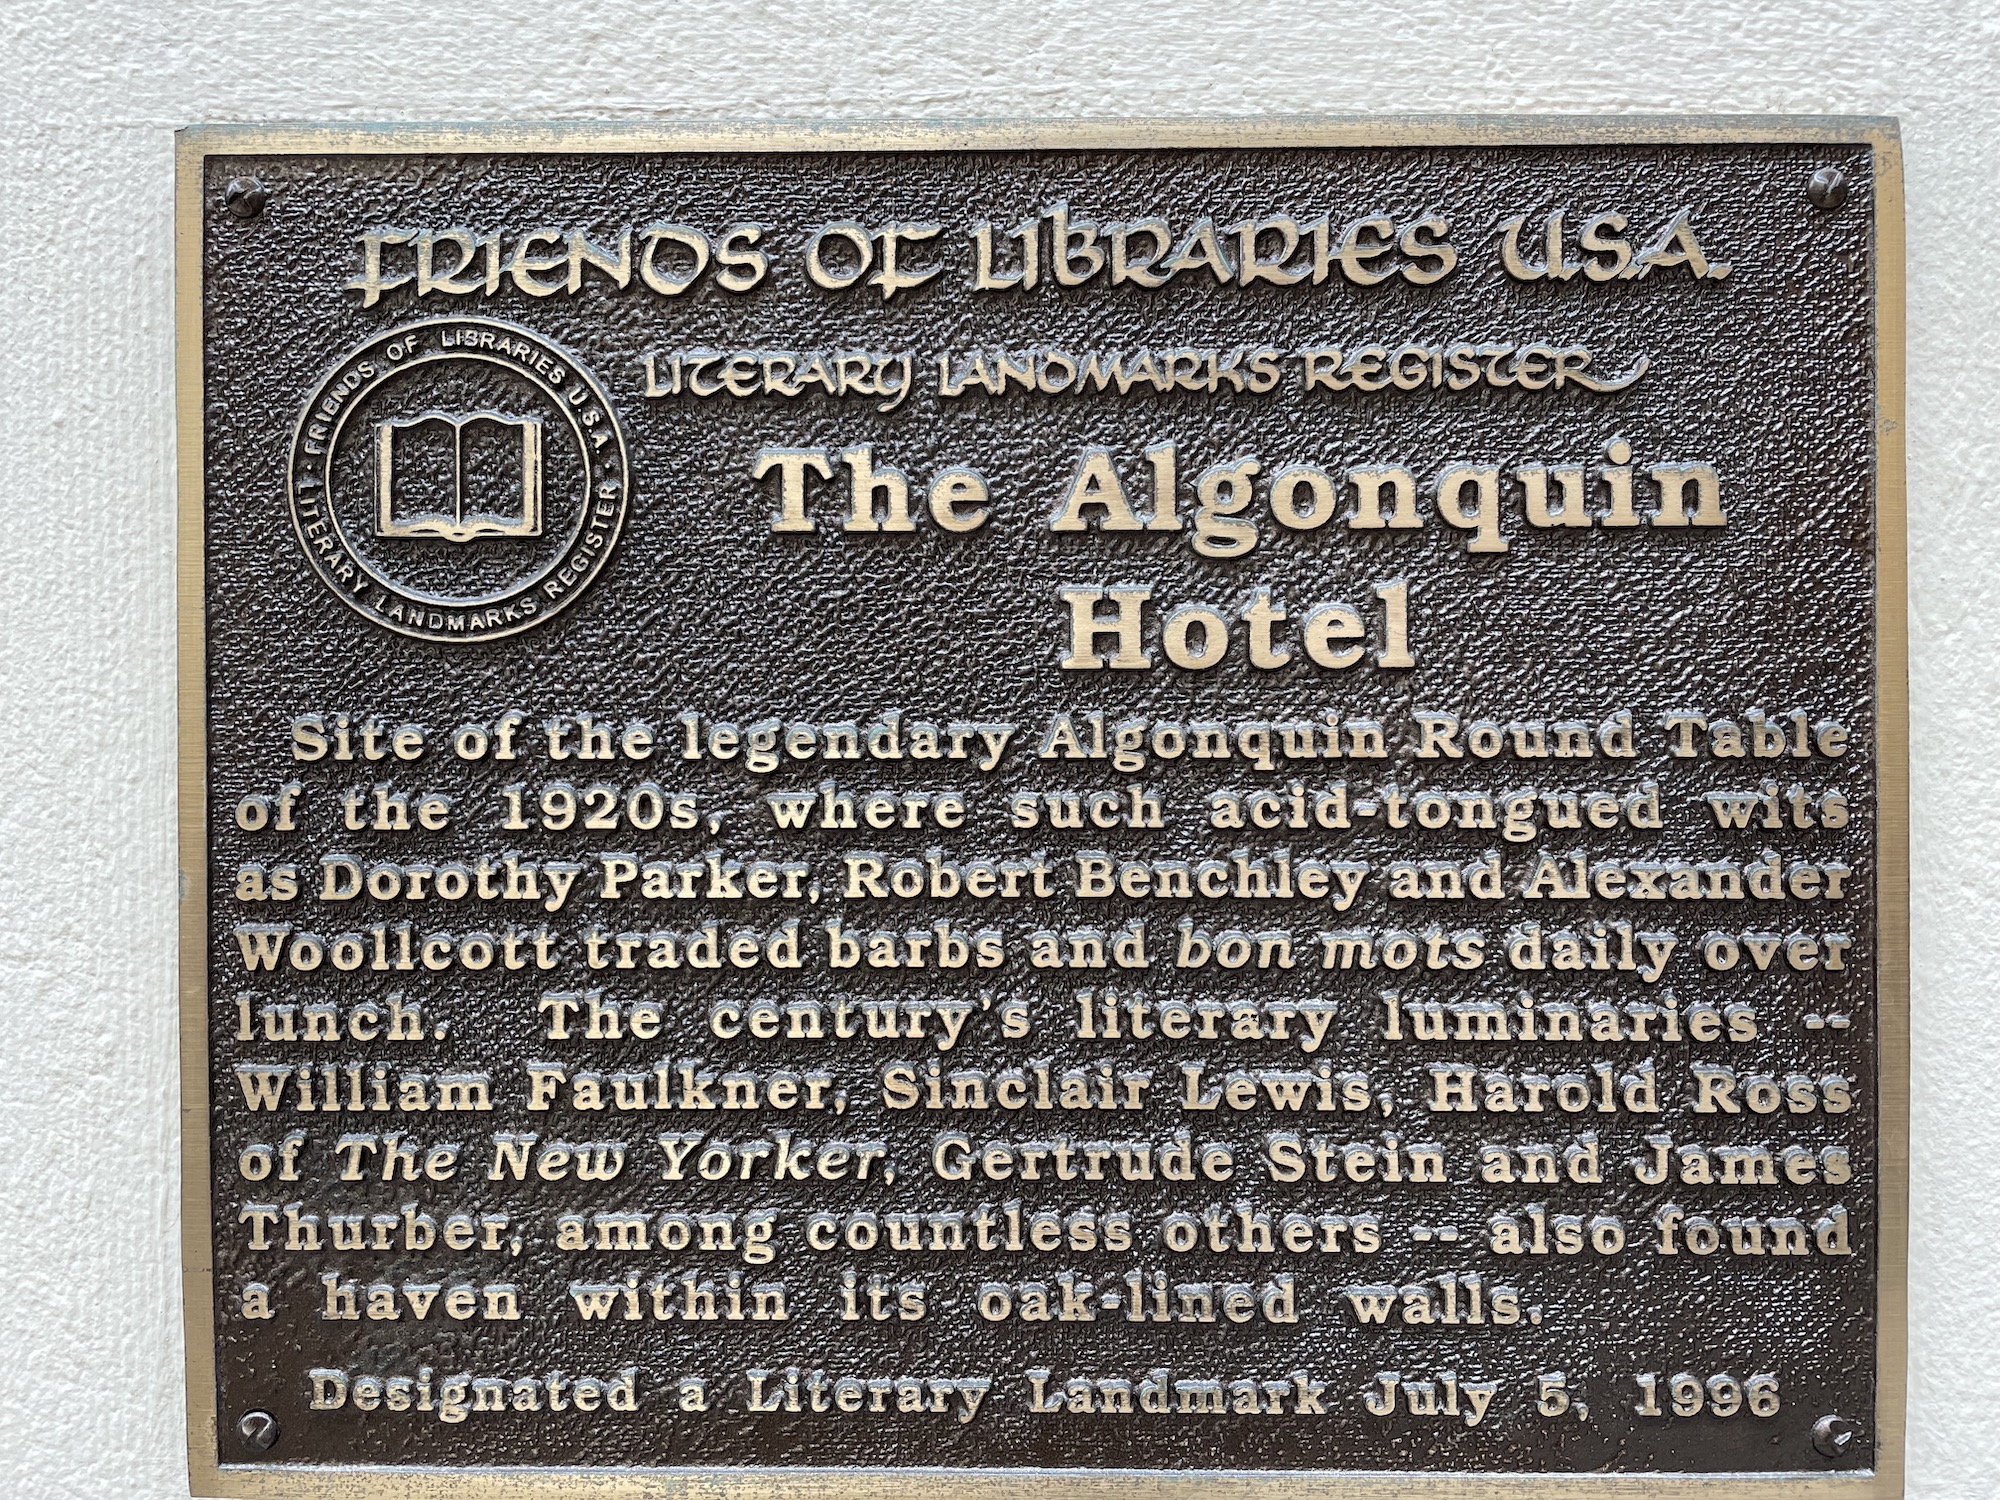 FRIENDS OF LIBRARIES U.S.A.
LITERARY LANDMARKS REGISTER
· FRIENDS OF LIBRARIES USA ·
LITERARY LANDMARKS REGISTER
The Algonquin
Hotel
Site of the legendary Algonquin Round Table
of the 1920s, where such acid-tongued wits
as Dorothy Parker, Robert Benchley and Alexander
Woollcott traded barbs and bon mots daily over
lunch. The century's literary luminaries --
William Faulkner, Sinclair Lewis, Harold Ross
of The New Yorker, Gertrude Stein and James
Thurber, among countless others -- also found
a haven within its oak-lined walls.
Designated a Literary Landmark July 5, 1996